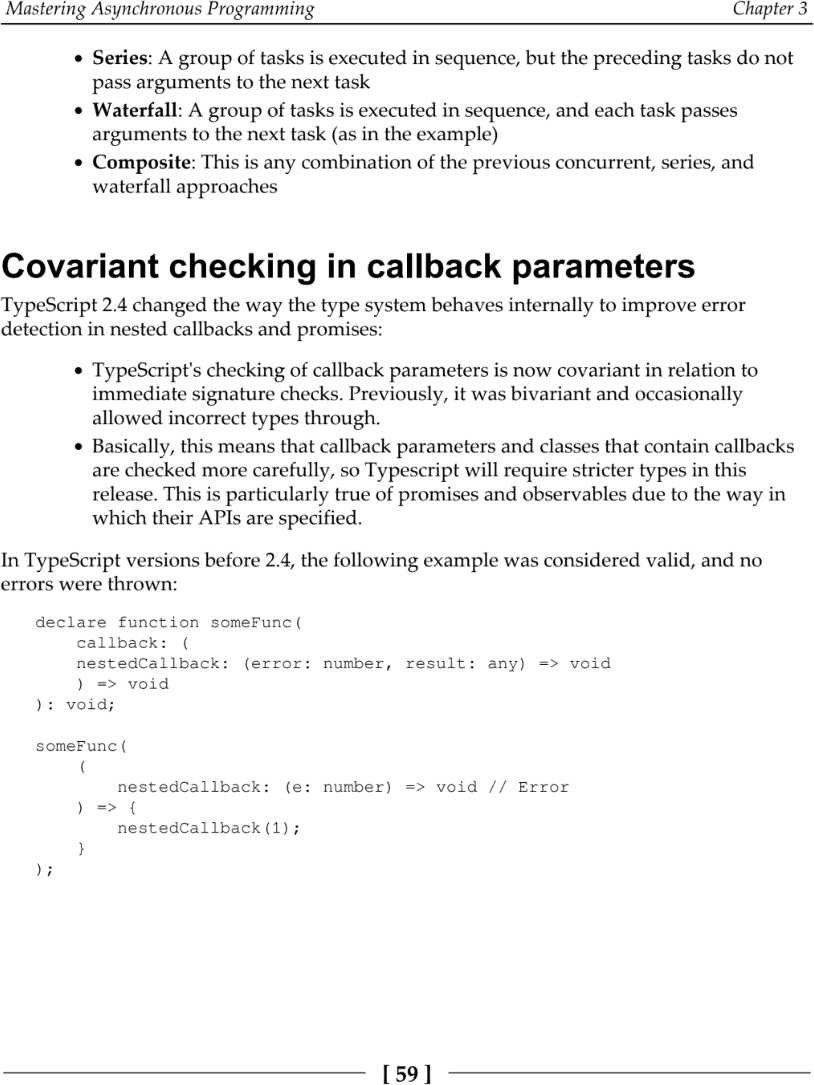 Mastering Asynchronous Programming Chapter 3
• Series: A group of tasks is executed in sequence, but the preceding tasks do not
pass arguments to the next task
• Waterfall: A group of tasks is executed in sequence, and each task passes
arguments to the next task (as in the example)
• Composite: This is any combination of the previous concurrent, series, and
waterfall approaches
Covariant checking in callback parameters
TypeScript 2.4 changed the way the type system behaves internally to improve error
detection in nested callbacks and promises:
• TypeScript's checking of callback parameters is now covariant in relation to
immediate signature checks. Previously, it was bivariant and occasionally
allowed incorrect types through.
• Basically, this means that callback parameters and classes that contain callbacks
are checked more carefully, so Typescript will require stricter types in this
release. This is particularly true of promises and observables due to the way in
which their APIs are specified.
In TypeScript versions before 2.4, the following example was considered valid, and no
errors were thrown:
declare function someFunc(
    callback: (
    nestedCallback: (error: number, result: any) => void
    ) => void
): void;
someFunc(
    (
        nestedCallback: (e: number) => void // Error
    ) => {
        nestedCallback(1);
    }
);
[ 59 ]